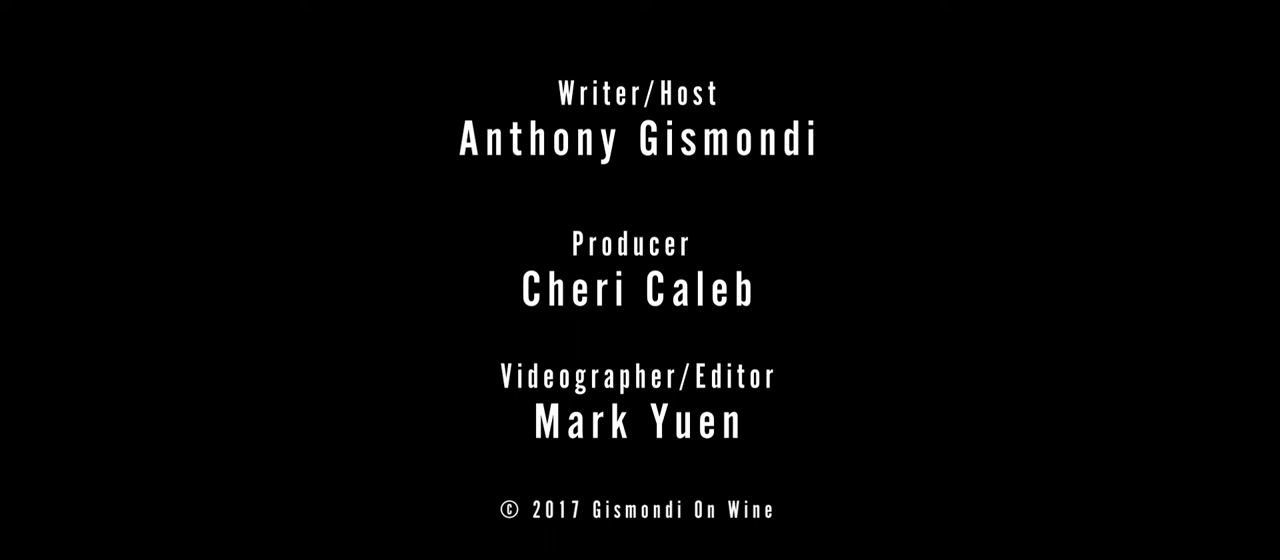 Writer/Host
Anthony Gismondi
Producer
Cheri Caleb
Videographer/Editor
Mark Yuen
© 2017 Gismondi On Wine